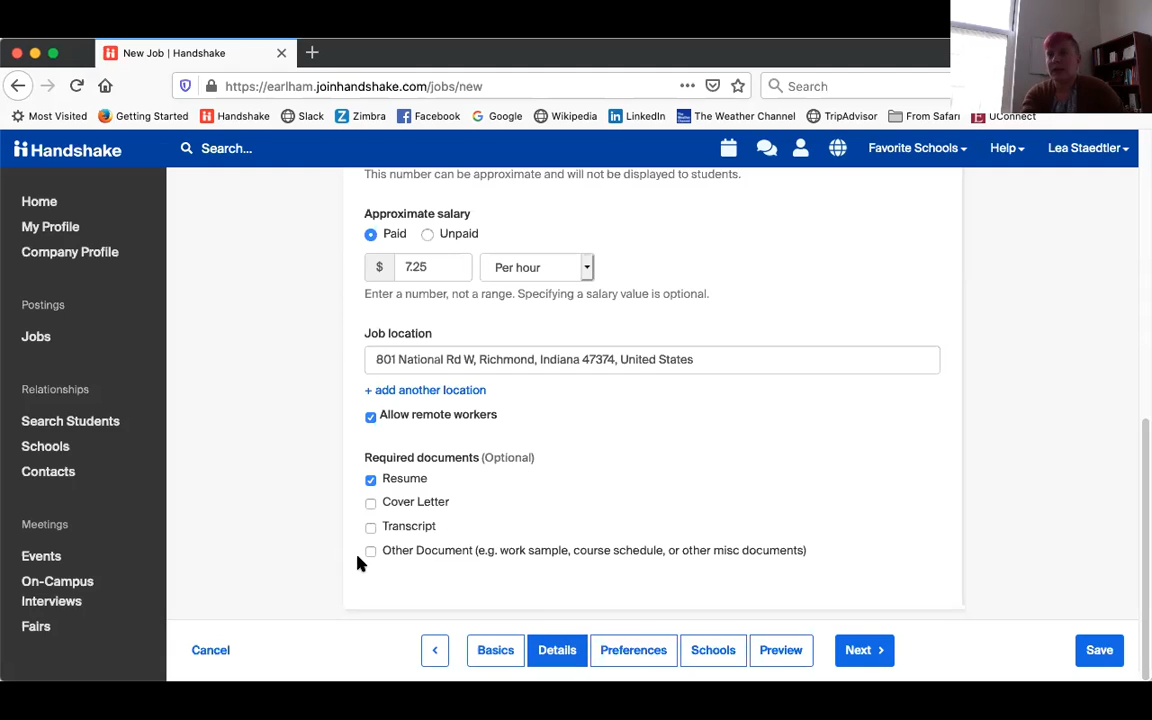 New Job | Handshake
https://earlham.joinhandshake.com/jobs/new
Search
Most Visited Getting Started Handshake Slack Zimbra Facebook Google Wikipedia LinkedIn The Weather Channel TripAdvisor From Safari UConnect
Handshake Search... Favorite Schools Help Lea Staedtler
Home
My Profile
Company Profile
Postings
Jobs
Relationships
Search Students
Schools
Contacts
Meetings
Events
On-Campus
Interviews
Fairs
This number can be approximate and will not be displayed to students.
Approximate salary
Paid Unpaid
$ 7.25 Per hour
Enter a number, not a range. Specifying a salary value is optional.
Job location
801 National Rd W, Richmond, Indiana 47374, United States
+ add another location
Allow remote workers
Required documents (Optional)
Resume
Cover Letter
Transcript
Other Document (e.g. work sample, course schedule, or other misc documents)
Cancel < Basics Details Preferences Schools Preview Next > Save